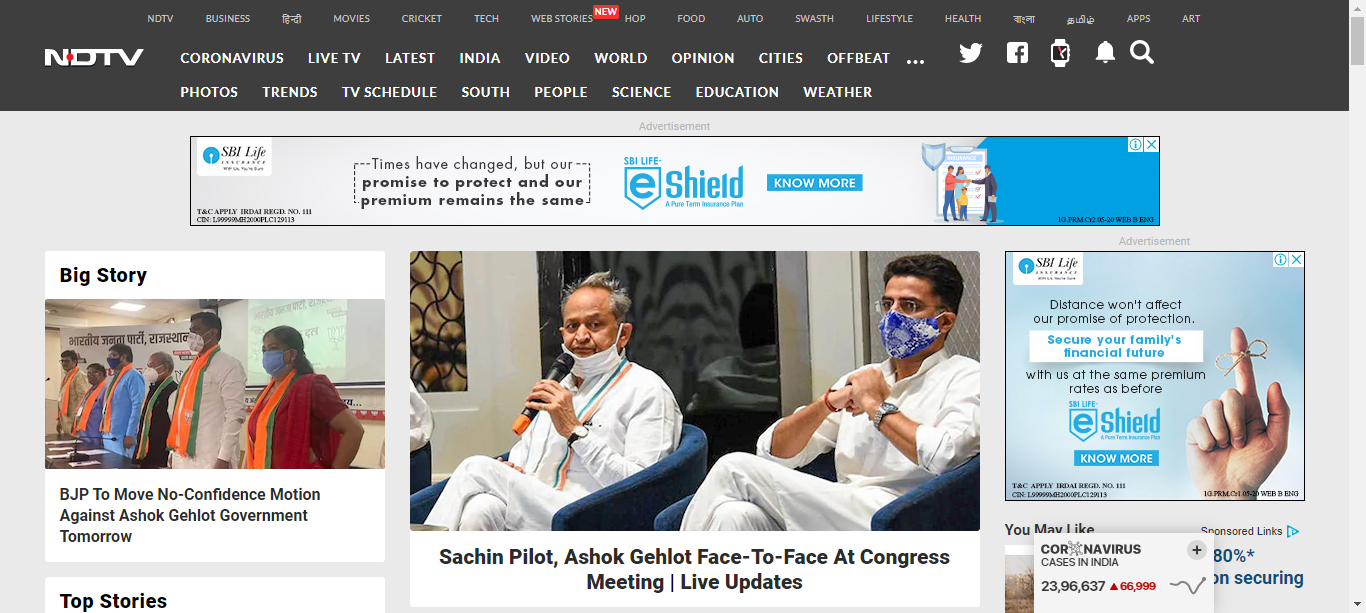 NDTV BUSINESS हिन्दी MOVIES CRICKET TECH WEB STORIES NEW HOP FOOD AUTO SWASTH LIFESTYLE HEALTH বাংলা தமிழ் APPS ART
NDTV CORONAVIRUS LIVE TV LATEST INDIA VIDEO WORLD OPINION CITIES OFFBEAT ...
PHOTOS TRENDS TV SCHEDULE SOUTH PEOPLE SCIENCE EDUCATION WEATHER
Advertisement
SBI Life
INSURANCE
With Us, You're Sure
T&C APPLY IRDAI REGD. NO. 111
CIN: L99999MH2000PLC129113
Times have changed, but our
promise to protect and our
premium remains the same
SBI LIFE-
eShield
A Pure Term Insurance Plan
KNOW MORE
INSURANCE
1G.PRM.Cr2.05-20 WEB B ENG
Big Story
भारतीय जनता पार्टी, राजस्थान
BJP To Move No-Confidence Motion
Against Ashok Gehlot Government
Tomorrow
Top Stories
Sachin Pilot, Ashok Gehlot Face-To-Face At Congress
Meeting | Live Updates
Advertisement
SBI Life
INSURANCE
With Us, You're Sure
Distance won't affect
our promise of protection.
Secure your family's
financial future
with us at the same premium
rates as before
SBI LIFE-
eShield
A Pure Term Insurance Plan
KNOW MORE
T&C APPLY IRDAI REGD. NO. 111
CIN: L99999MH2000PLC129113
1G.PRM.Cr1.05-20 WEB B ENG
You May Like
Sponsored Links
80%*
on securing
CORONAVIRUS +
CASES IN INDIA
23,96,637 ▲66,999